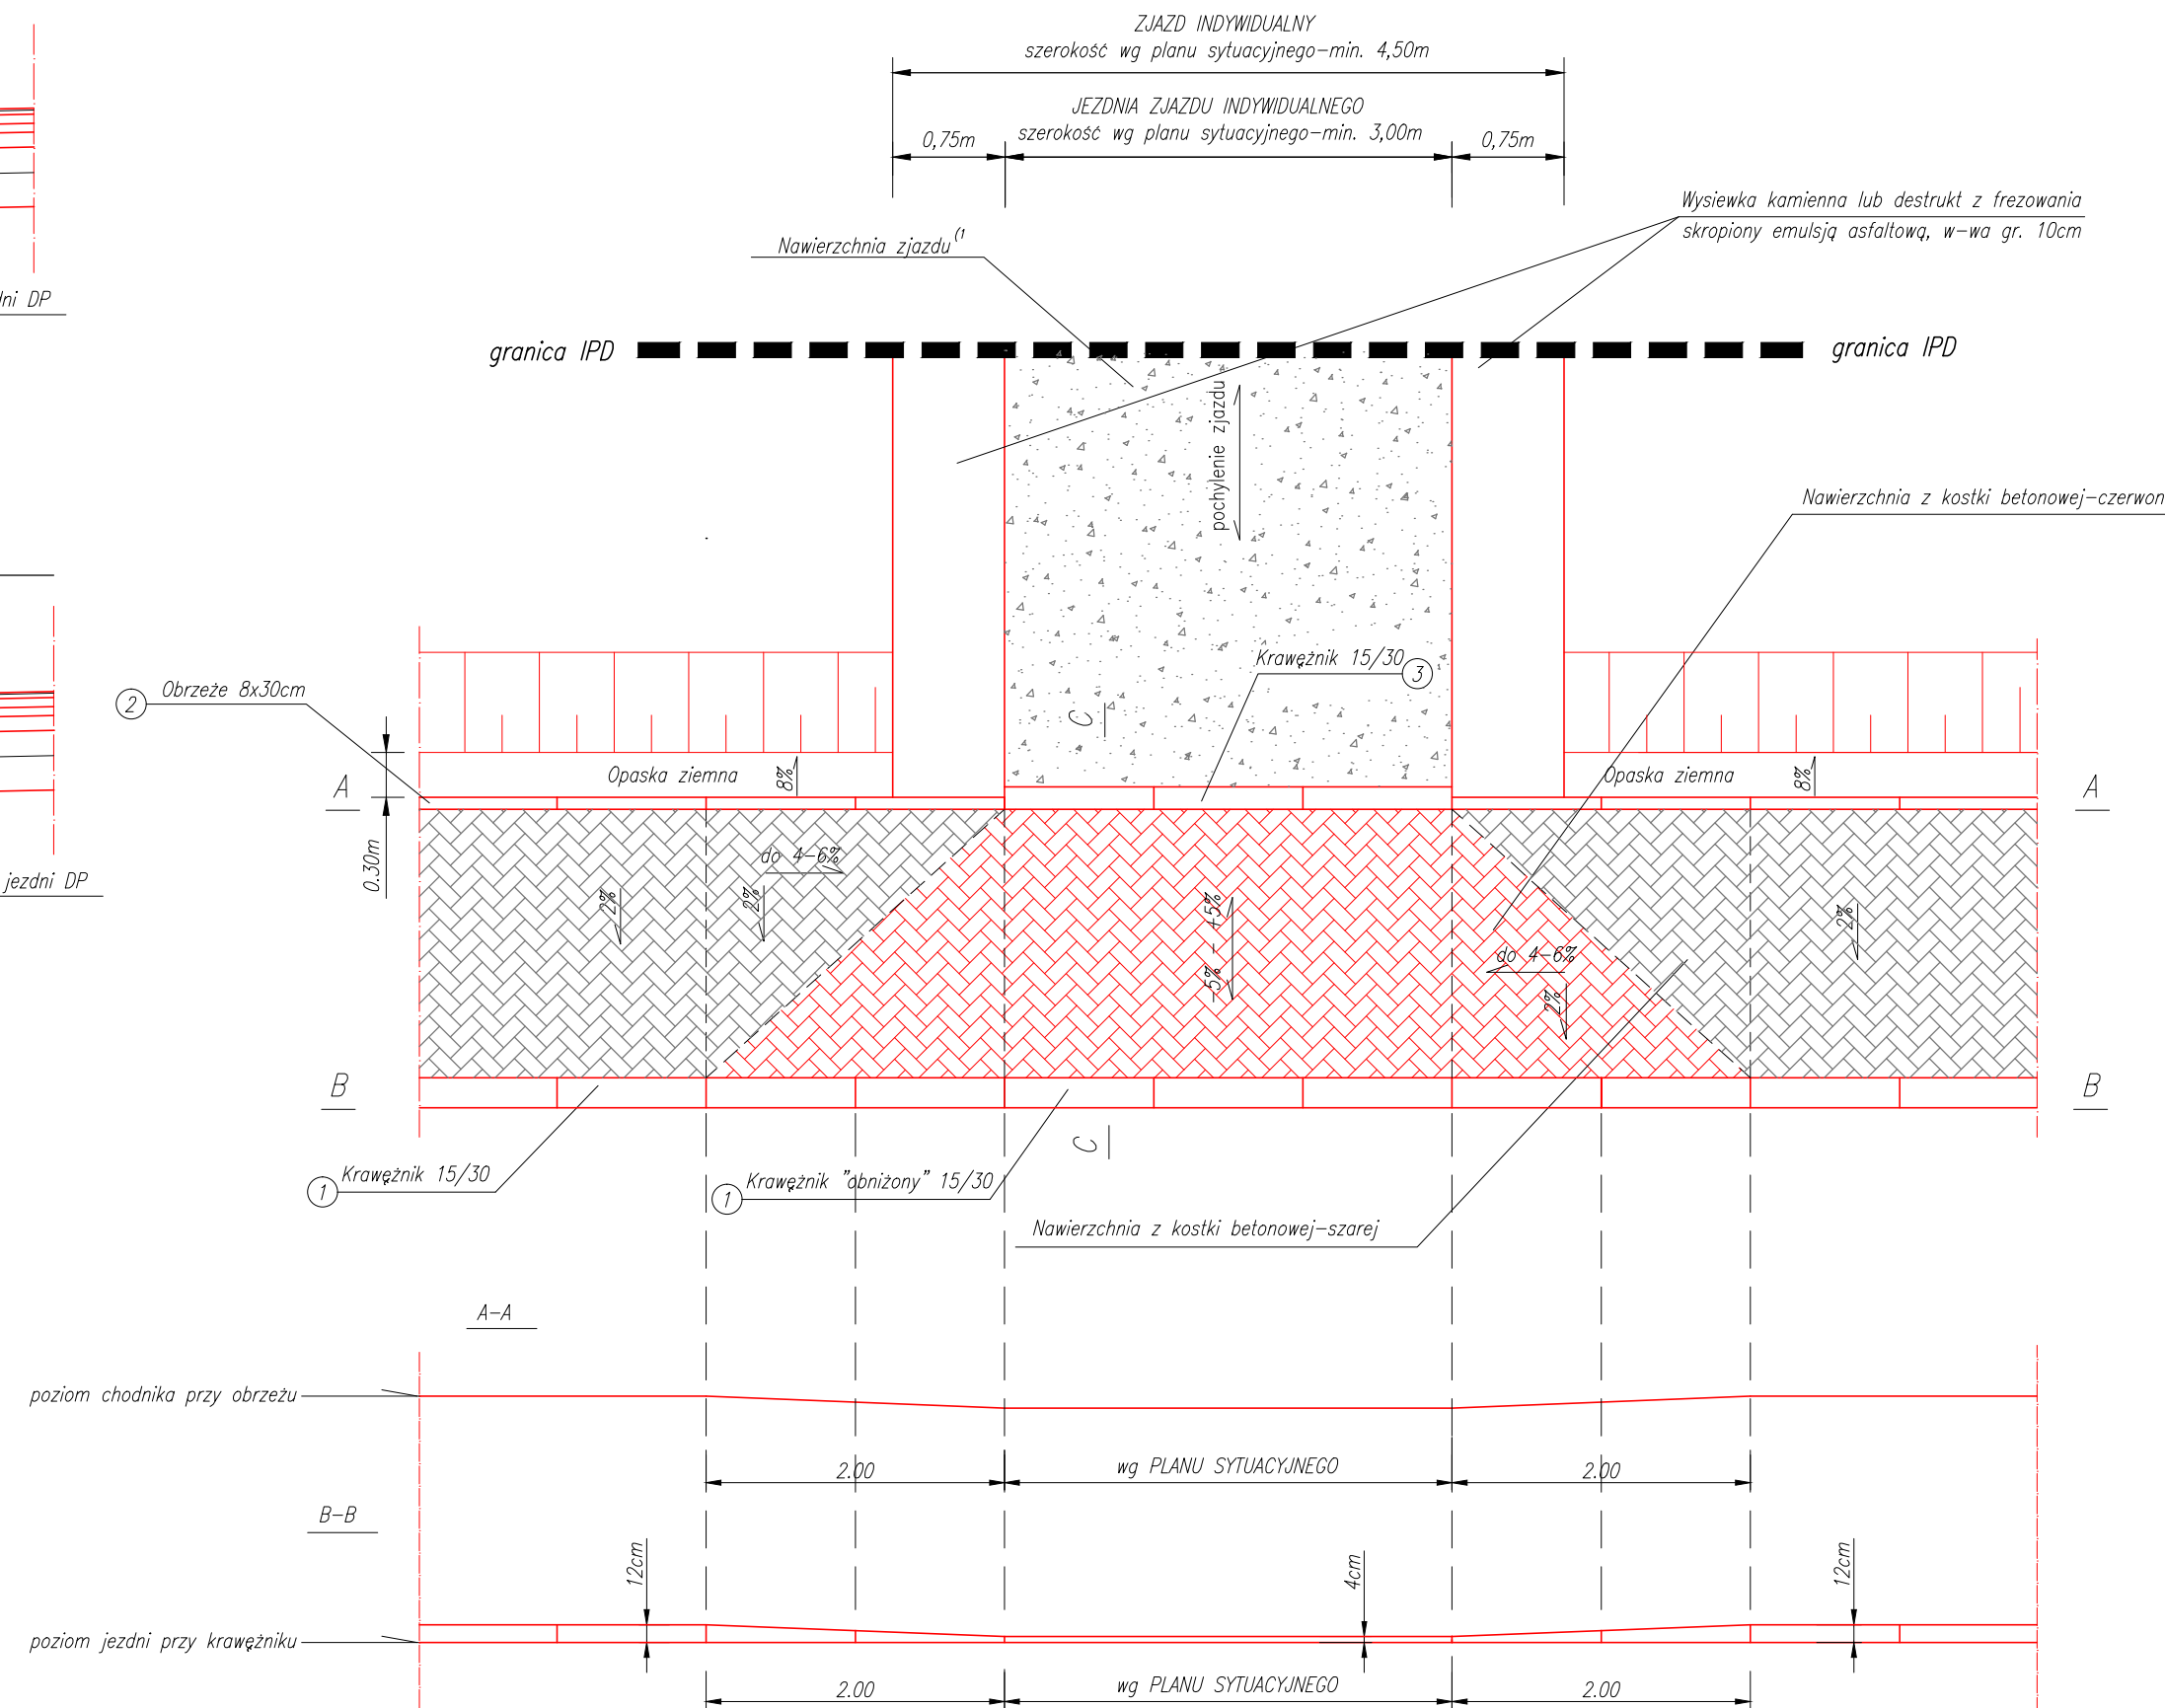 ZJAZD INDYWIDUALNY
szerokość wg planu sytuacyjnego-min. 4,50m
JEZDNIA ZJAZDU INDYWIDUALNEGO
szerokość wg planu sytuacyjnego-min. 3,00m
0,75m
0,75m
Wysiewka kamienna lub destrukt z frezowania
skropiony emulsją asfaltową, w-wa gr. 10cm
Nawierzchnia zjazdu (1
DP
granica IPD
granica IPD
pochylenie zjazdu
Nawierzchnia z kostki betonowej-czerwon
Krawężnik 15/30
3
2
Obrzeże 8x30cm
C
Opaska ziemna
8%
Opaska ziemna
8%
A
A
0.30m
jezdni DP
do 4-6%
2%
2%
-5% - +5%
do 4-6%
2%
2%
B
B
C
1
Krawężnik 15/30
1
Krawężnik "obniżony" 15/30
Nawierzchnia z kostki betonowej-szarej
A-A
poziom chodnika przy obrzeżu
2.00
wg PLANU SYTUACYJNEGO
2.00
B-B
12cm
4cm
12cm
poziom jezdni przy krawężniku
2.00
wg PLANU SYTUACYJNEGO
2.00